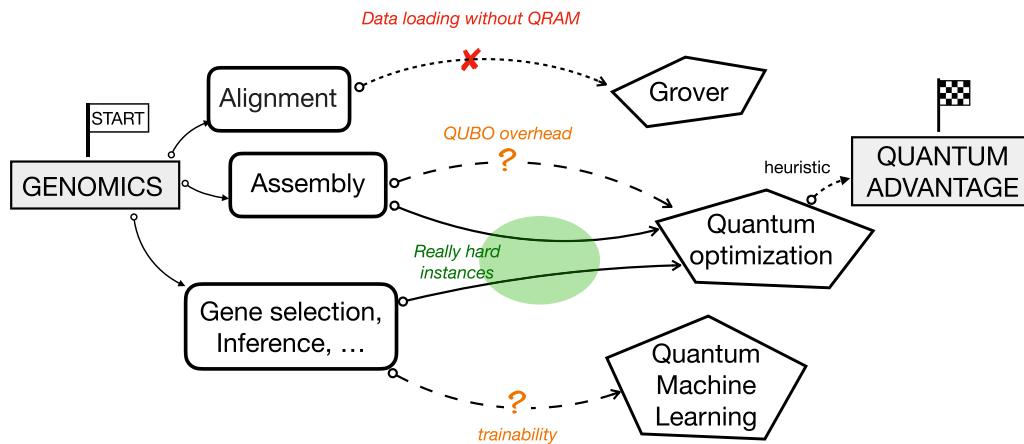 Data loading without QRAM
START
Alignment
Grover
QUBO overhead
?
GENOMICS
Assembly
heuristic
QUANTUM
ADVANTAGE
Quantum
optimization
Really hard
instances
Gene selection,
Inference, …
Quantum
Machine
Learning
?
trainability